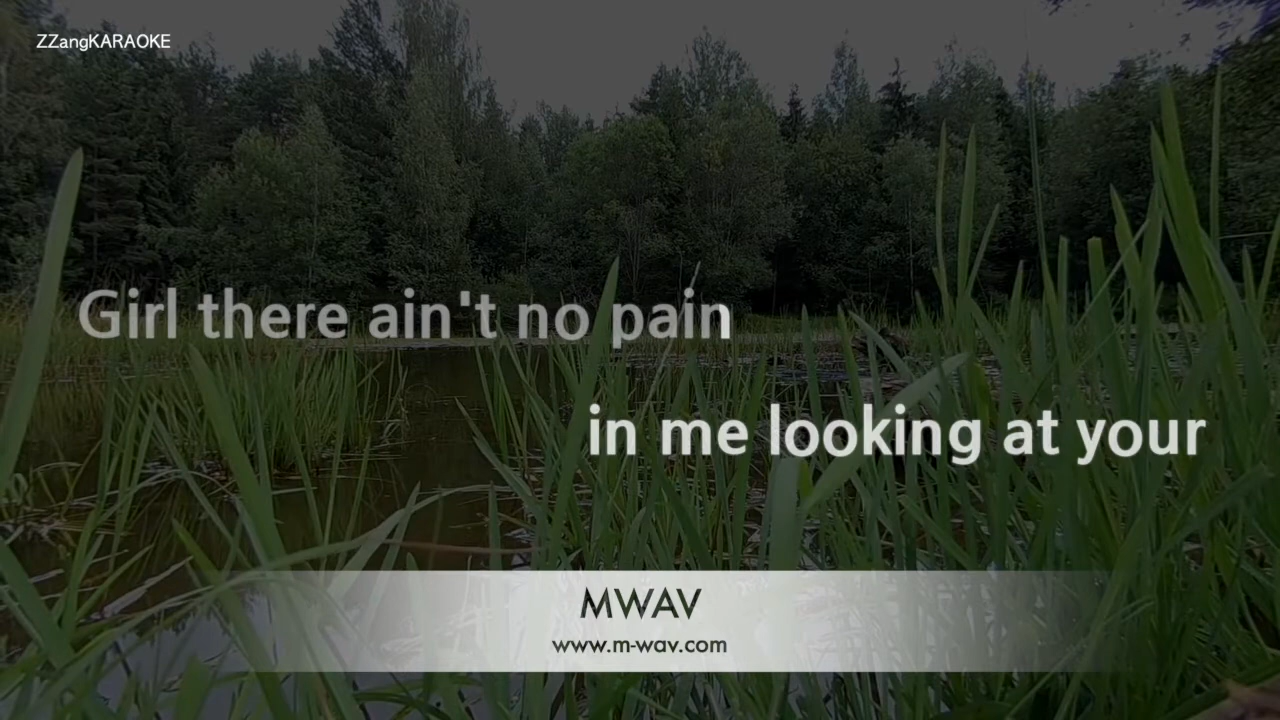 ZZangKARAOKE
Girl there ain't no pain
in me looking at your
MWAV
www.m-wav.com